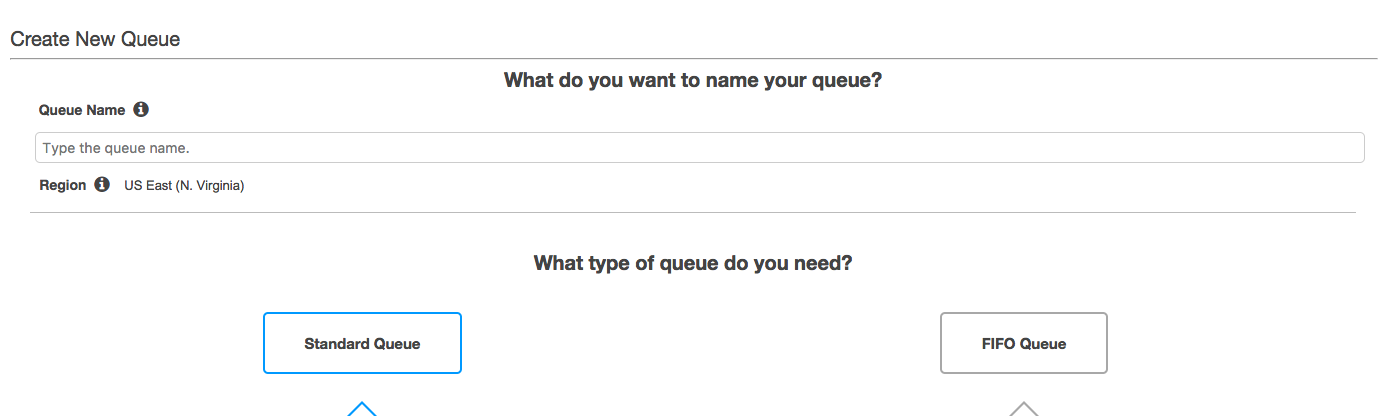 Create New Queue
What do you want to name your queue?
Queue Name
Type the queue name.
Region US East (N. Virginia)
What type of queue do you need?
Standard Queue FIFO Queue